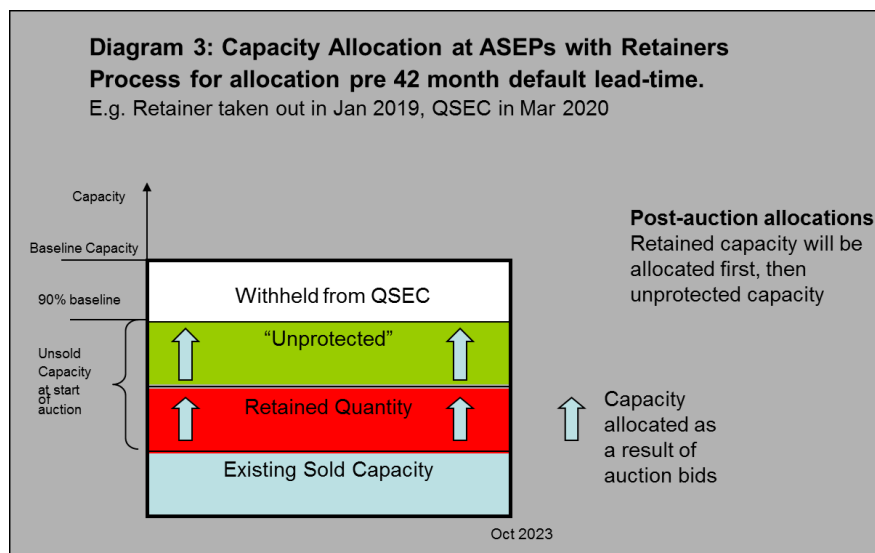 Diagram 3: Capacity Allocation at ASEPs with Retainers
Process for allocation pre 42 month default lead-time.
E.g. Retainer taken out in Jan 2019, QSEC in Mar 2020
Capacity
Baseline Capacity
90% baseline
Unsold
Capacity
at start
of
auction
Withheld from QSEC
“Unprotected”
Retained Quantity
Existing Sold Capacity
Oct 2023
Post-auction allocations
Retained capacity will be
allocated first, then
unprotected capacity
Capacity
allocated as
a result of
auction bids